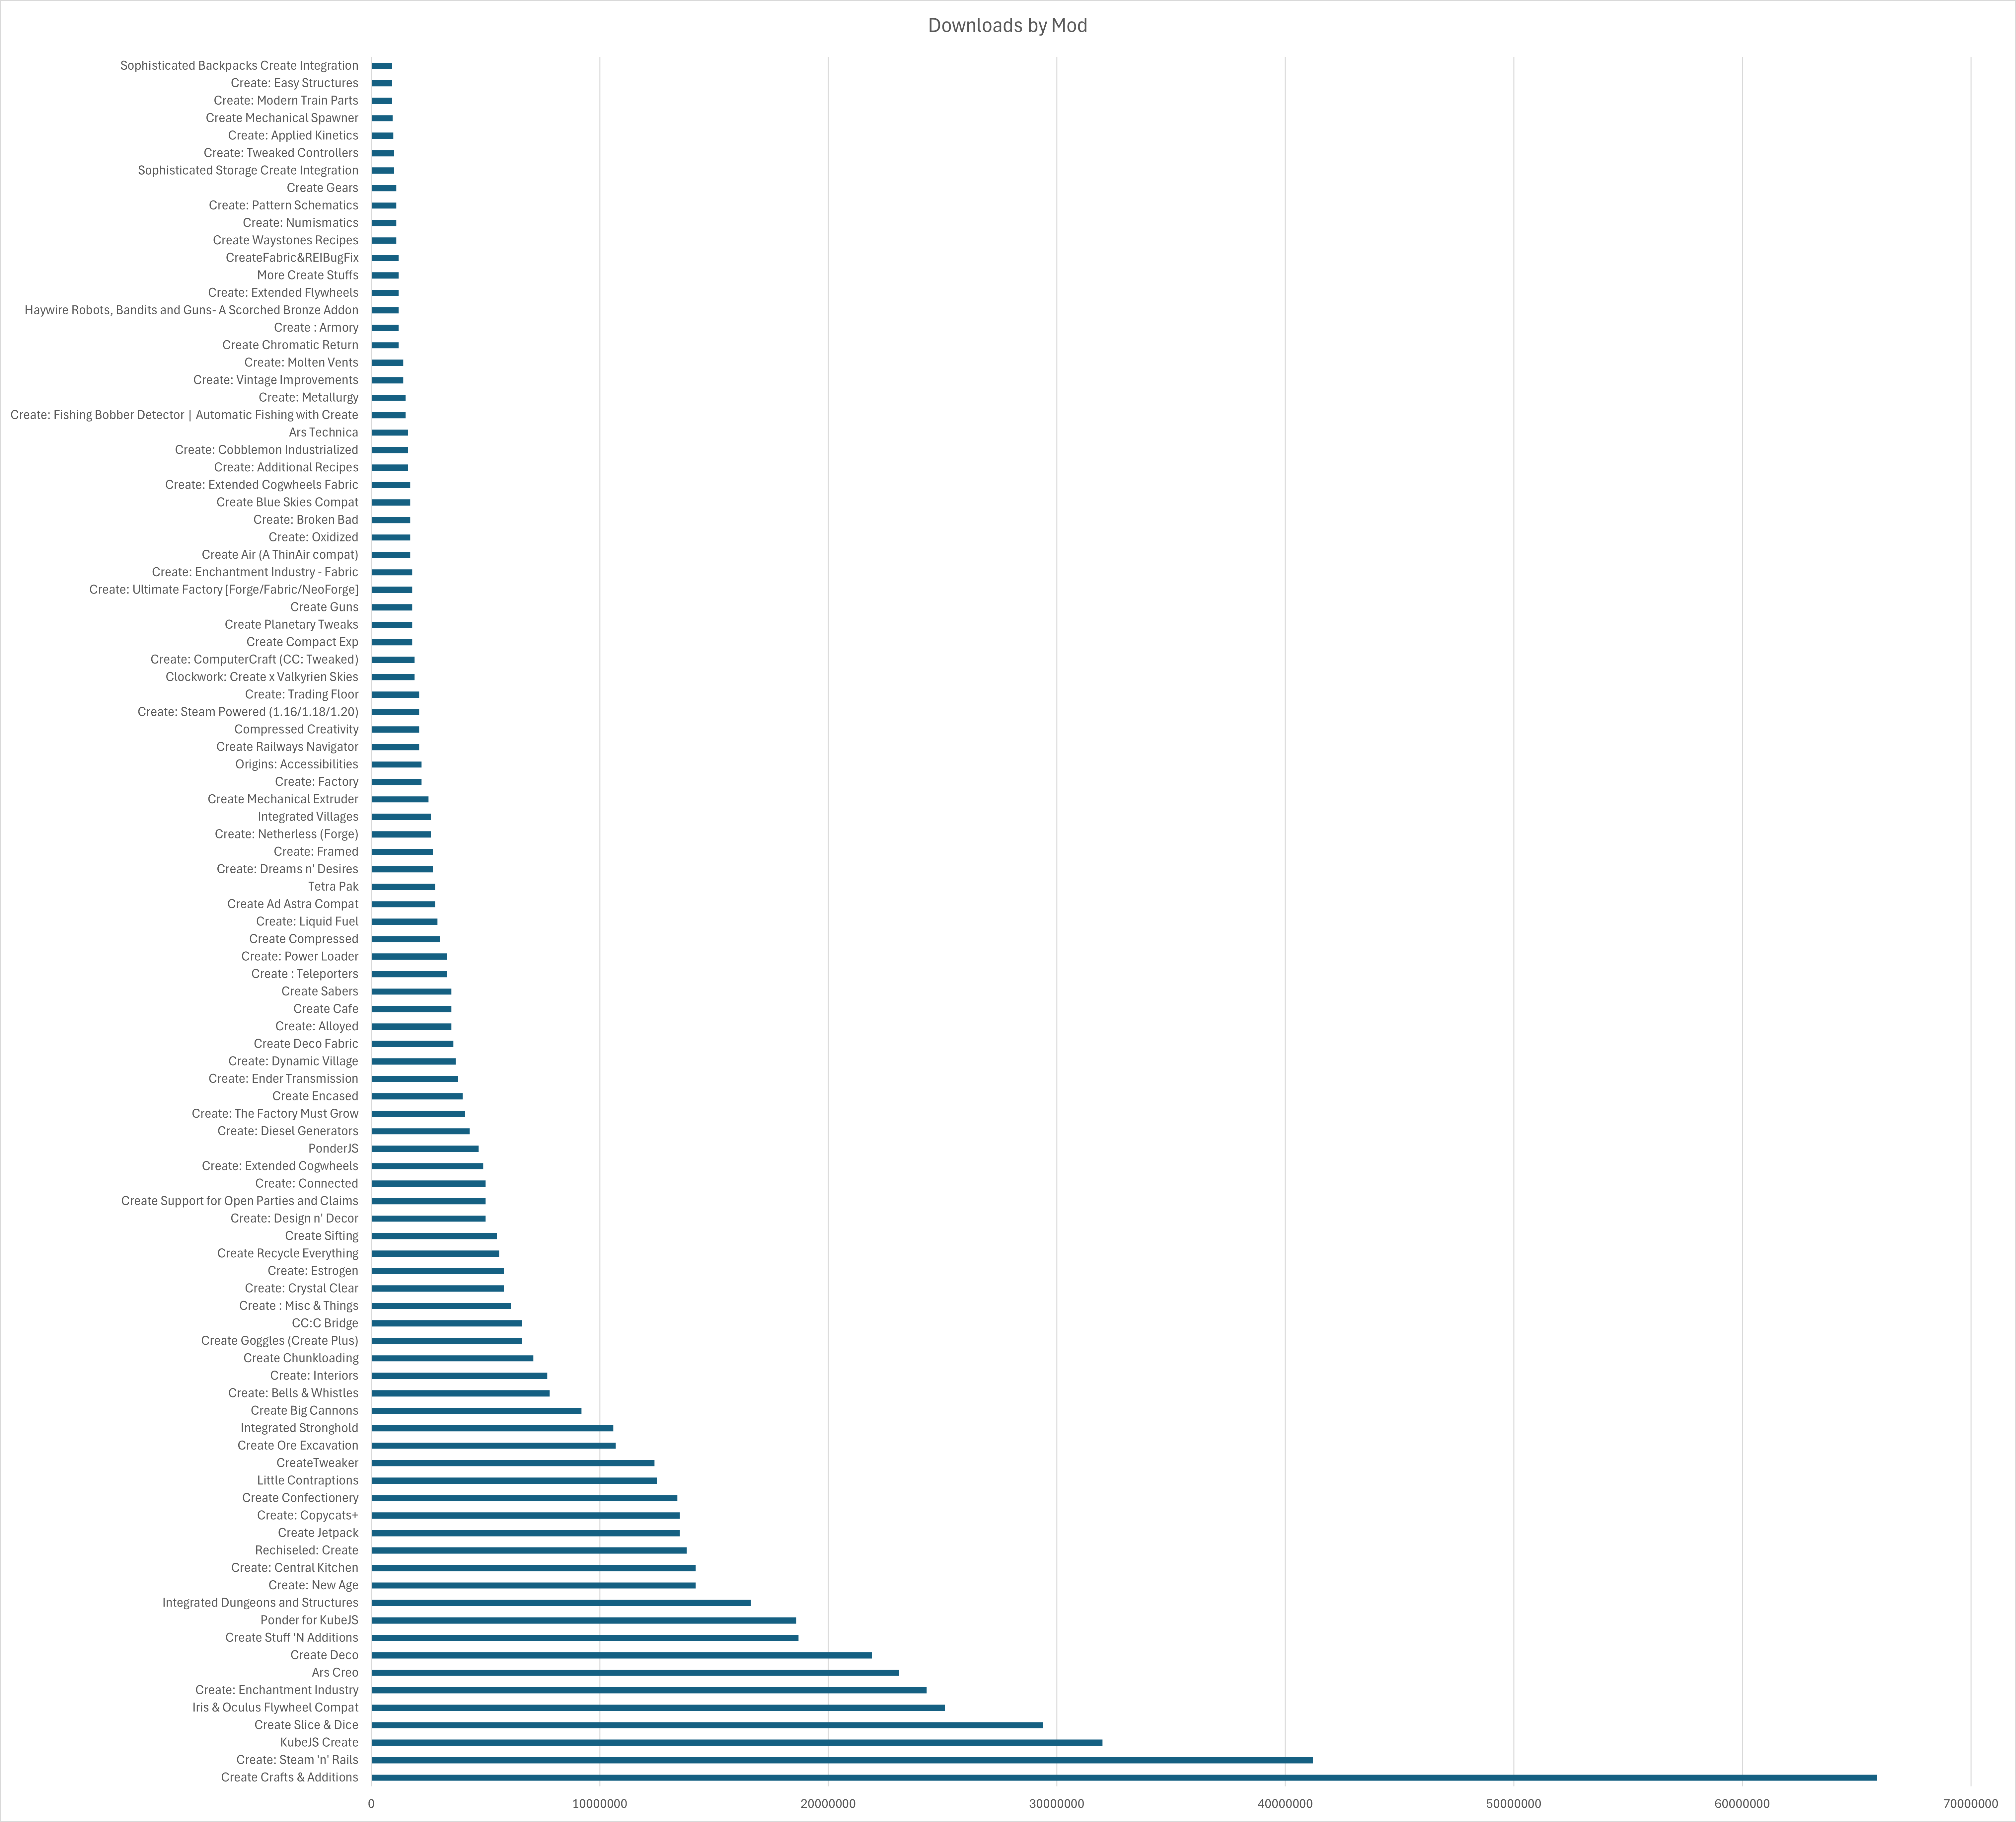 Downloads by Mod
Sophisticated Backpacks Create Integration
Create: Easy Structures
Create: Modern Train Parts
Create Mechanical Spawner
Create: Applied Kinetics
Create: Tweaked Controllers
Sophisticated Storage Create Integration
Create Gears
Create: Pattern Schematics
Create: Numismatics
Create Waystones Recipes
CreateFabric&REIBugFix
More Create Stuffs
Create: Extended Flywheels
Haywire Robots, Bandits and Guns- A Scorched Bronze Addon
Create : Armory
Create Chromatic Return
Create: Molten Vents
Create: Vintage Improvements
Create: Metallurgy
Create: Fishing Bobber Detector | Automatic Fishing with Create
Ars Technica
Create: Cobblemon Industrialized
Create: Additional Recipes
Create: Extended Cogwheels Fabric
Create Blue Skies Compat
Create: Broken Bad
Create: Oxidized
Create Air (A ThinAir compat)
Create: Enchantment Industry - Fabric
Create: Ultimate Factory [Forge/Fabric/NeoForge]
Create Guns
Create Planetary Tweaks
Create Compact Exp
Create: ComputerCraft (CC: Tweaked)
Clockwork: Create x Valkyrien Skies
Create: Trading Floor
Create: Steam Powered (1.16/1.18/1.20)
Compressed Creativity
Create Railways Navigator
Origins: Accessibilities
Create: Factory
Create Mechanical Extruder
Integrated Villages
Create: Netherless (Forge)
Create: Framed
Create: Dreams n' Desires
Tetra Pak
Create Ad Astra Compat
Create: Liquid Fuel
Create Compressed
Create: Power Loader
Create : Teleporters
Create Sabers
Create Cafe
Create: Alloyed
Create Deco Fabric
Create: Dynamic Village
Create: Ender Transmission
Create Encased
Create: The Factory Must Grow
Create: Diesel Generators
PonderJS
Create: Extended Cogwheels
Create: Connected
Create Support for Open Parties and Claims
Create: Design n' Decor
Create Sifting
Create Recycle Everything
Create: Estrogen
Create: Crystal Clear
Create : Misc & Things
CC:C Bridge
Create Goggles (Create Plus)
Create Chunkloading
Create: Interiors
Create: Bells & Whistles
Create Big Cannons
Integrated Stronghold
Create Ore Excavation
CreateTweaker
Little Contraptions
Create Confectionery
Create: Copycats+
Create Jetpack
Rechiseled: Create
Create: Central Kitchen
Create: New Age
Integrated Dungeons and Structures
Ponder for KubeJS
Create Stuff 'N Additions
Create Deco
Ars Creo
Create: Enchantment Industry
Iris & Oculus Flywheel Compat
Create Slice & Dice
KubeJS Create
Create: Steam 'n' Rails
Create Crafts & Additions
0 10000000 20000000 30000000 40000000 50000000 60000000 70000000